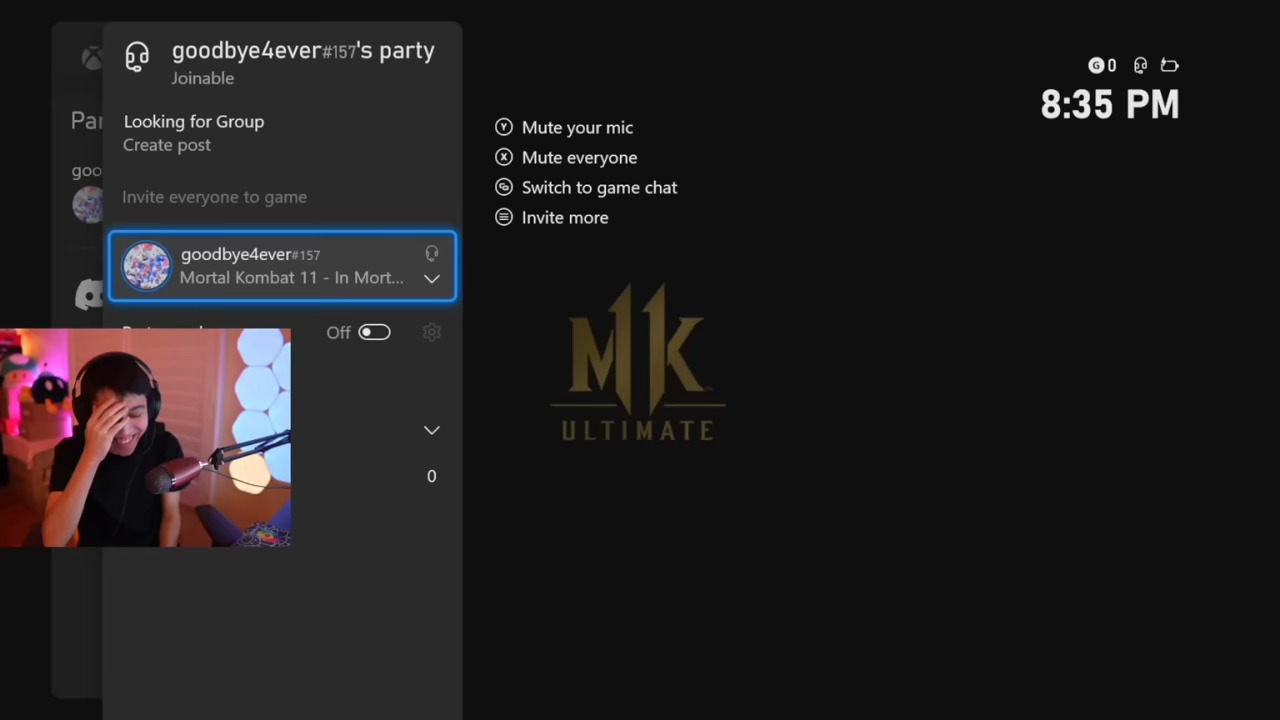 goodbye4ever#157's party
Joinable
Looking for Group
Create post
Invite everyone to game
goodbye4ever#157
Mortal Kombat 11 - In Mort...
Off
0
Par
goo
Mute your mic
Mute everyone
Switch to game chat
Invite more
MK
ULTIMATE
G 0
8:35 PM